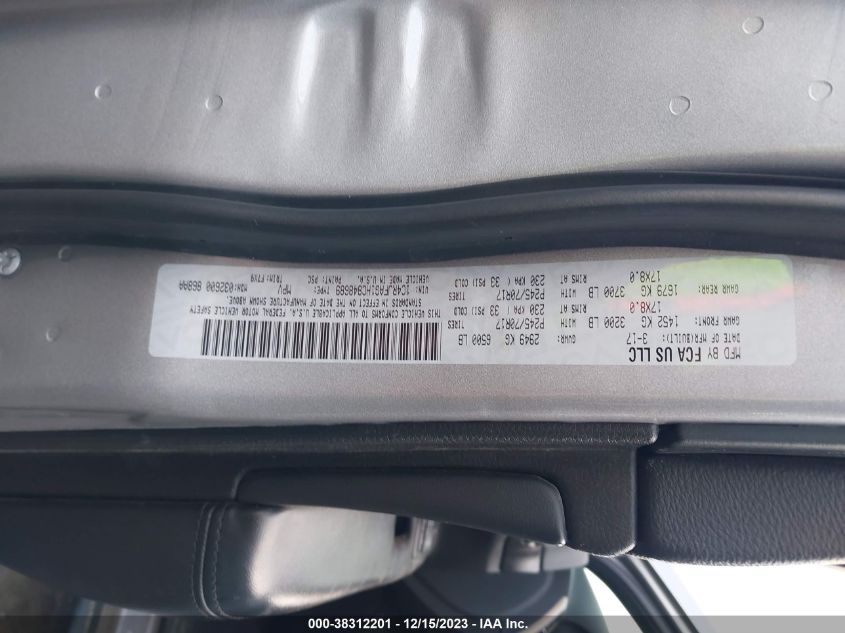 MFD BY FCA US LLC
DATE OF MFR(BUILT): 3-17 GVWR: 2949 KG 6500 LB
GAWR FRONT: 1452 KG 3200 LB WITH TIRES P245/70R17
17X8.0 RIMS AT 230 KPA ( 33 PSI) COLD
GAWR REAR: 1679 KG 3700 LB WITH TIRES P245/70R17
17X8.0 RIMS AT 230 KPA ( 33 PSI) COLD
THIS VEHICLE CONFORMS TO ALL APPLICABLE U.S.A. FEDERAL MOTOR VEHICLE SAFETY
STANDARDS IN EFFECT ON THE DATE OF MANUFACTURE SHOWN ABOVE.
TYPE: MPV MDH:032600
VEHICLE MADE IN U.S.A. PAINT: PSC TRIM: F7X9
000-38312201 - 12/15/2023 - IAA Inc.